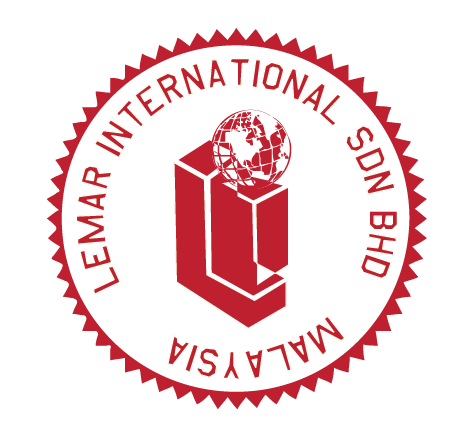 LEMAR INTERNATIONAL SDN BHD
MALAYSIA